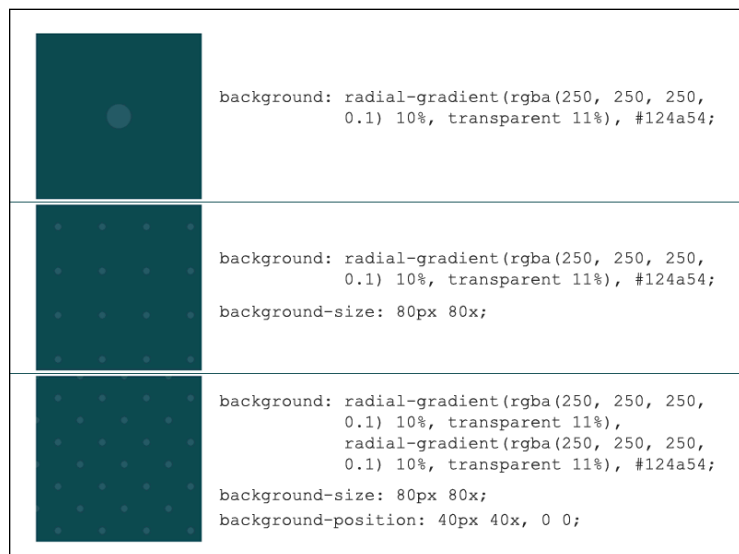 background: radial-gradient(rgba(250, 250, 250,
0.1) 10%, transparent 11%), #124a54;
background: radial-gradient(rgba(250, 250, 250,
0.1) 10%, transparent 11%), #124a54;
background-size: 80px 80x;
background: radial-gradient(rgba(250, 250, 250,
0.1) 10%, transparent 11%),
radial-gradient(rgba(250, 250, 250,
0.1) 10%, transparent 11%), #124a54;
background-size: 80px 80x;
background-position: 40px 40x, 0 0;